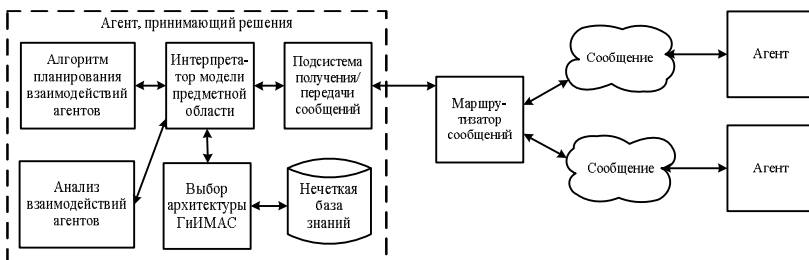 Агент, принимающий решения
Алгоритм
планирования
взаимодействий
агентов
Интерпрета-
тор модели
предметной
области
Подсистема
получения/
передачи
сообщений
Анализ
взаимодействий
агентов
Выбор
архитектуры
ГиИМАС
Нечеткая
база
знаний
Маршру-
тизатор
сообщений
Сообщение
Агент
Сообщение
Агент